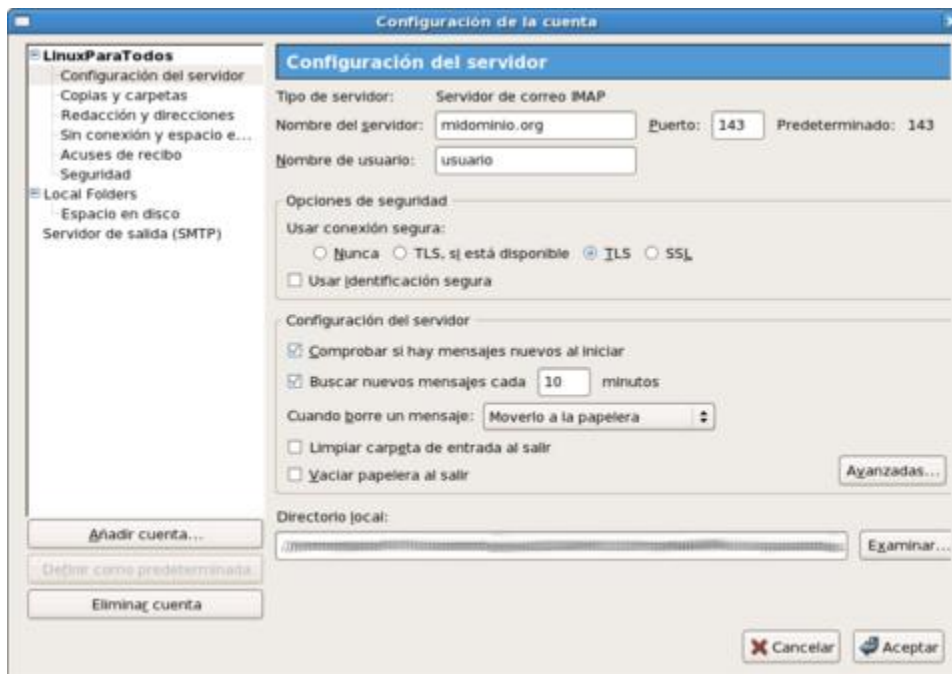 Configuración de la cuenta
LinuxParaTodos
Configuración del servidor
Copias y carpetas
Redacción y direcciones
Sin conexión y espacio e...
Acuses de recibo
Seguridad
Local Folders
Espacio en disco
Servidor de salida (SMTP)
Añadir cuenta...
Definir como predeterminada
Eliminar cuenta
Configuración del servidor
Tipo de servidor: Servidor de correo IMAP
Nombre del servidor: midominio.org Puerto: 143 Predeterminado: 143
Nombre de usuario: usuario
Opciones de seguridad
Usar conexión segura:
Nunca TLS, si está disponible TLS SSL
Usar identificación segura
Configuración del servidor
Comprobar si hay mensajes nuevos al iniciar
Buscar nuevos mensajes cada 10 minutos
Cuando borre un mensaje: Moverlo a la papelera
Limpiar carpeta de entrada al salir
Vaciar papelera al salir
Avanzadas...
Directorio local:
Examinar...
Cancelar Aceptar